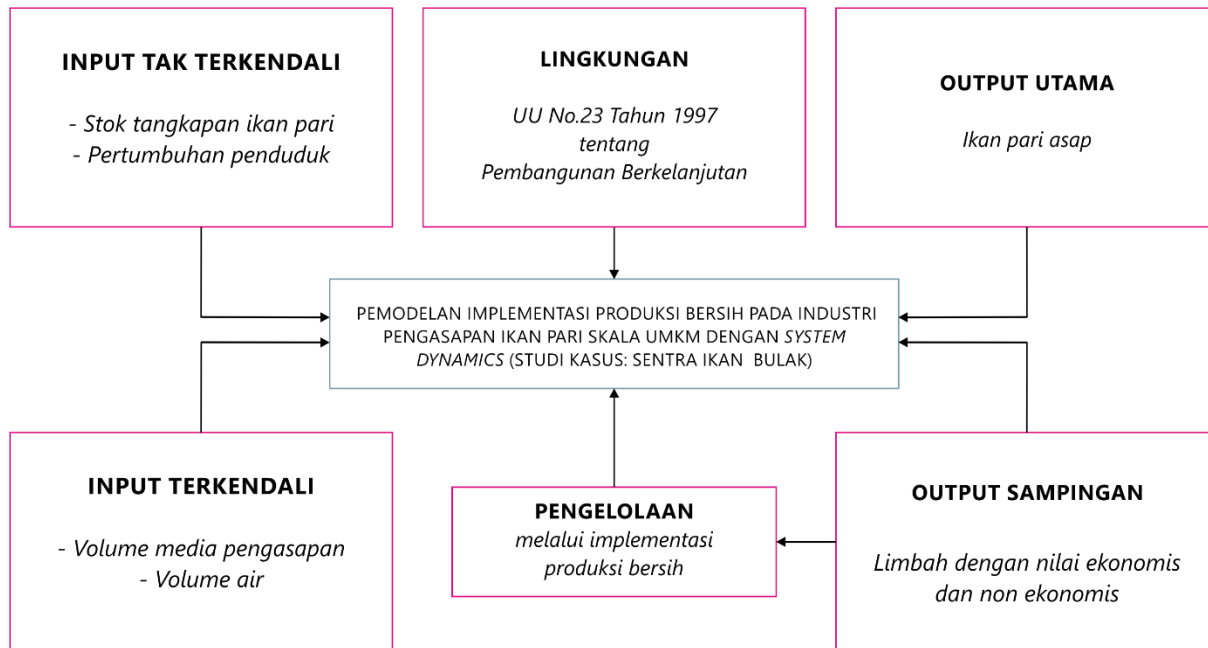 INPUT TAK TERKENDALI
- Stok tangkapan ikan pari
- Pertumbuhan penduduk
LINGKUNGAN
UU No.23 Tahun 1997
tentang
Pembangunan Berkelanjutan
OUTPUT UTAMA
Ikan pari asap
PEMODELAN IMPLEMENTASI PRODUKSI BERSIH PADA INDUSTRI
PENGASAPAN IKAN PARI SKALA UMKM DENGAN SYSTEM
DYNAMICS (STUDI KASUS: SENTRA IKAN BULAK)
INPUT TERKENDALI
- Volume media pengasapan
- Volume air
PENGELOLAAN
melalui implementasi
produksi bersih
OUTPUT SAMPINGAN
Limbah dengan nilai ekonomis
dan non ekonomis